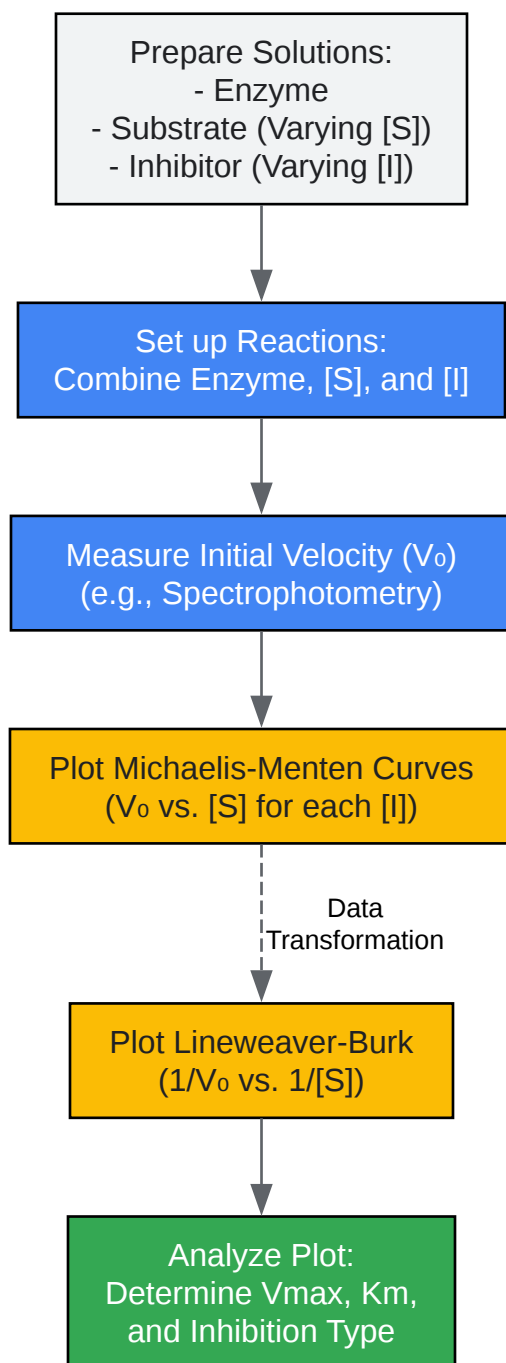 Prepare Solutions:
- Enzyme
- Substrate (Varying [S])
- Inhibitor (Varying [I])
Set up Reactions:
Combine Enzyme, [S], and [I]
Measure Initial Velocity (V₀)
(e.g., Spectrophotometry)
Plot Michaelis-Menten Curves
(V₀ vs. [S] for each [I])
Data
Transformation
Plot Lineweaver-Burk
(1/V₀ vs. 1/[S])
Analyze Plot:
Determine Vmax, Km,
and Inhibition Type